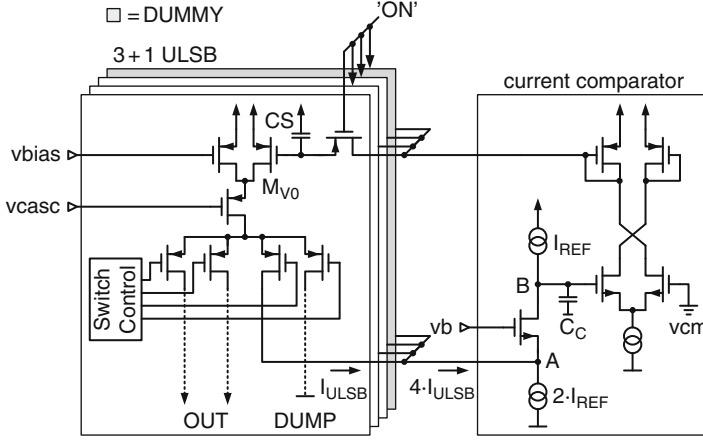 = DUMMY
'ON'
3 + 1 ULSB
current comparator
CS
vbias
M_V0
vcasc
I_REF
B
Switch
Control
vb
C_C
vcm
A
I_ULSB
4·I_ULSB
2·I_REF
OUT
DUMP